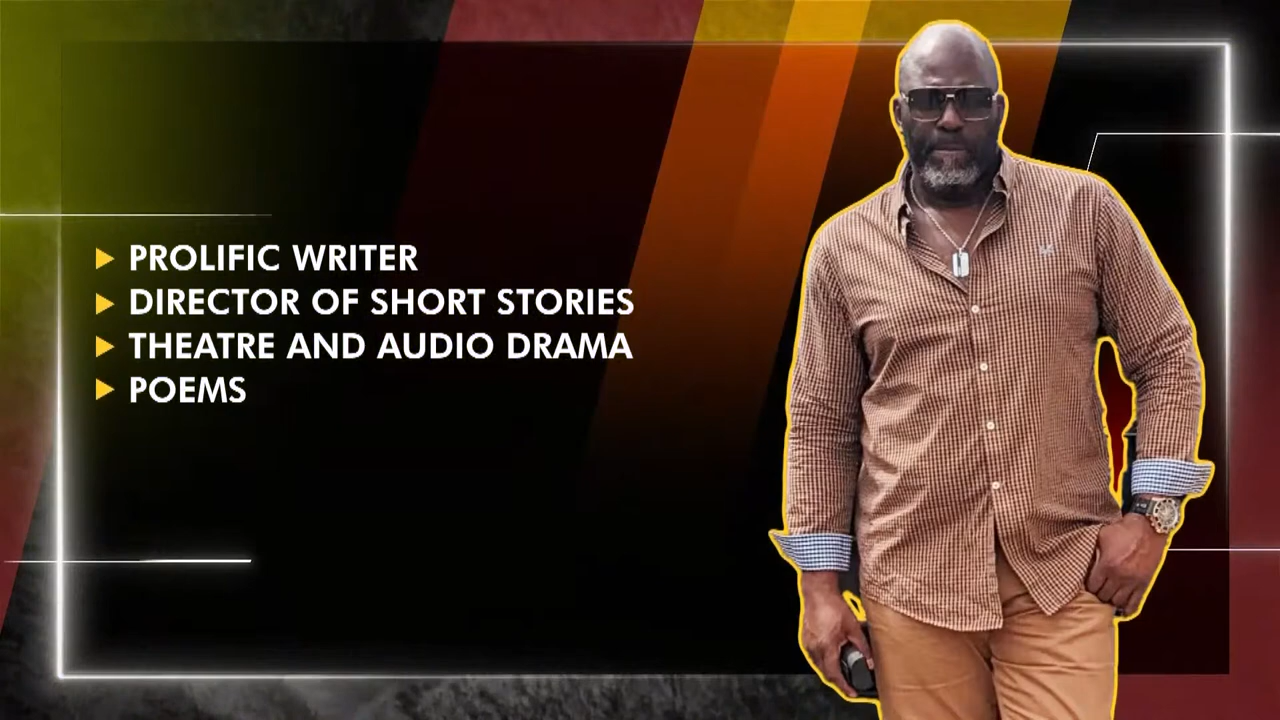 PROLIFIC WRITER
DIRECTOR OF SHORT STORIES
THEATRE AND AUDIO DRAMA
POEMS